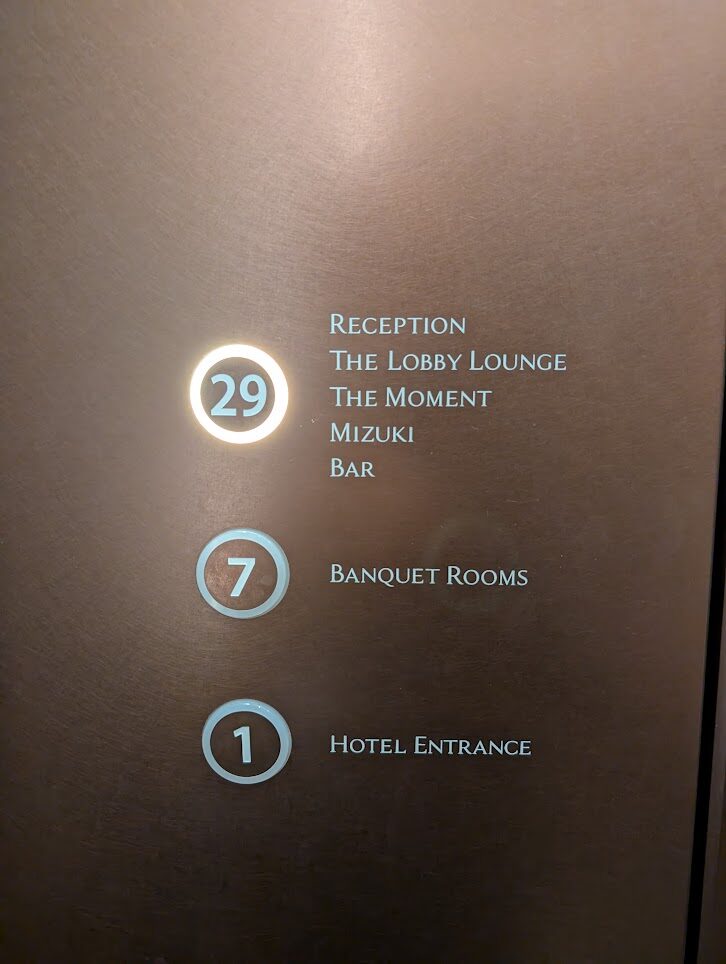 29
RECEPTION
THE LOBBY LOUNGE
THE MOMENT
MIZUKI
BAR
7
BANQUET ROOMS
1
HOTEL ENTRANCE